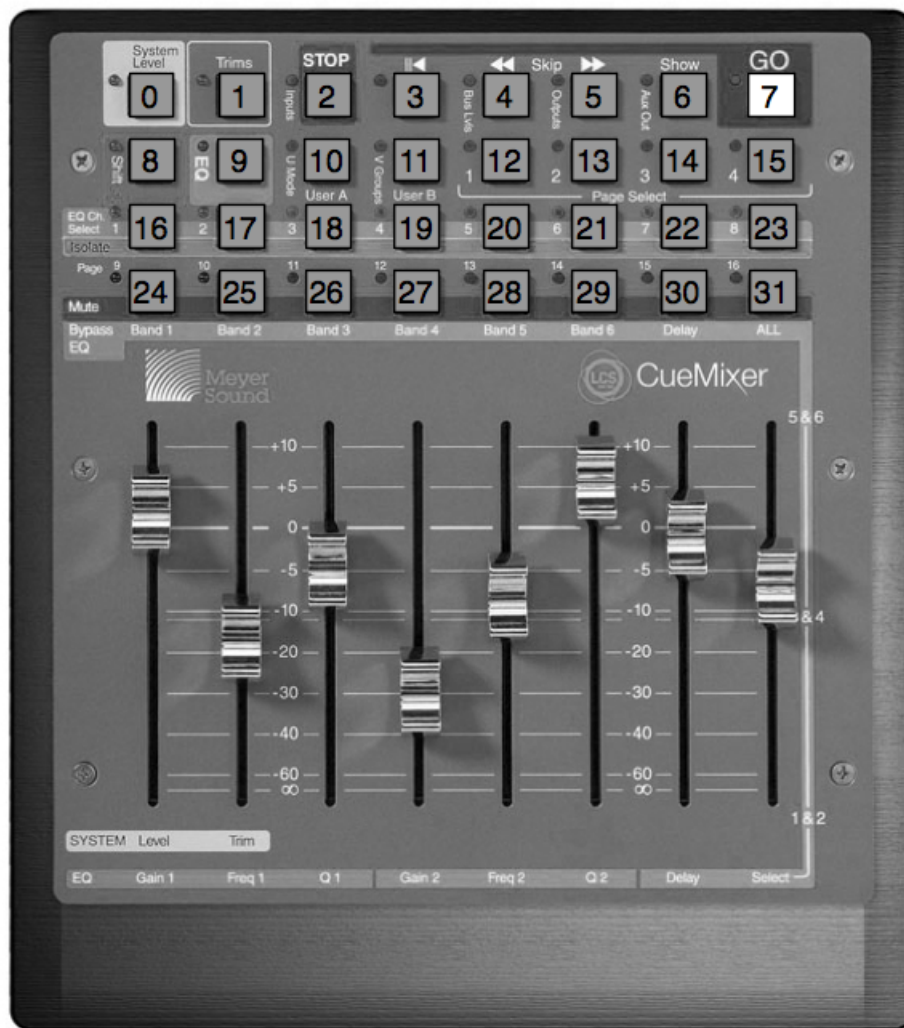 System
Level
Trims
STOP
Skip
Show
GO
0
1
2
3
4
5
6
7
Inputs
Bus Lvls
Outputs
Aux Out
8
9
10
11
12
13
14
15
Shift
EQ
U Mode
V Groups
1
2
3
4
User A
User B
Page Select
EQ Ch.
Select
1
2
3
4
5
6
7
8
16
17
18
19
20
21
22
23
Isolate
Page
9
10
11
12
13
14
15
16
24
25
26
27
28
29
30
31
Mute
Bypass
EQ
Band 1
Band 2
Band 3
Band 4
Band 5
Band 6
Delay
ALL
Meyer
Sound
LCS
CueMixer
5 & 6
+10
+10
+5
+5
0
0
-5
-5
-10
-10
& 4
-20
-20
-30
-30
-40
-40
-60
-60
∞
∞
1 & 2
SYSTEM Level Trim
EQ Gain 1 Freq 1 Q 1 Gain 2 Freq 2 Q 2 Delay Select